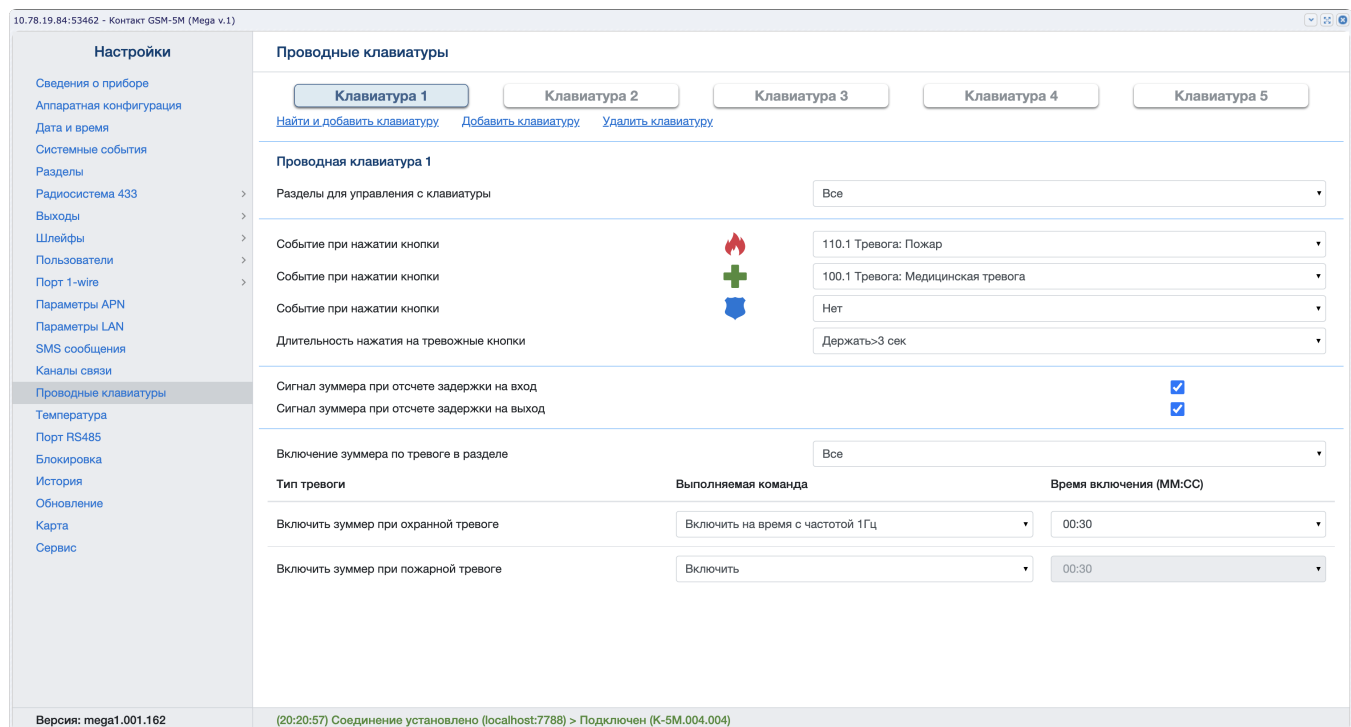 10.78.19.84:53462 - Контакт GSM-5M (Mega v.1)
Настройки
Сведения о приборе
Аппаратная конфигурация
Дата и время
Системные события
Разделы
Радиосистема 433
Выходы
Шлейфы
Пользователи
Порт 1-wire
Параметры APN
Параметры LAN
SMS сообщения
Каналы связи
Проводные клавиатуры
Температура
Порт RS485
Блокировка
История
Обновление
Карта
Сервис
Версия: mega1.001.162
Проводные клавиатуры
Клавиатура 1 Клавиатура 2 Клавиатура 3 Клавиатура 4 Клавиатура 5
Найти и добавить клавиатуру Добавить клавиатуру Удалить клавиатуру
Проводная клавиатура 1
Разделы для управления с клавиатуры Все
Событие при нажатии кнопки 110.1 Тревога: Пожар
Событие при нажатии кнопки 100.1 Тревога: Медицинская тревога
Событие при нажатии кнопки Нет
Длительность нажатия на тревожные кнопки Держать>3 сек
Сигнал зуммера при отсчете задержки на вход
Сигнал зуммера при отсчете задержки на выход
Включение зуммера по тревоге в разделе Все
Тип тревоги Выполняемая команда Время включения (ММ:СС)
Включить зуммер при охранной тревоге Включить на время с частотой 1Гц 00:30
Включить зуммер при пожарной тревоге Включить 00:30
(20:20:57) Соединение установлено (localhost:7788) > Подключен (K-5M.004.004)